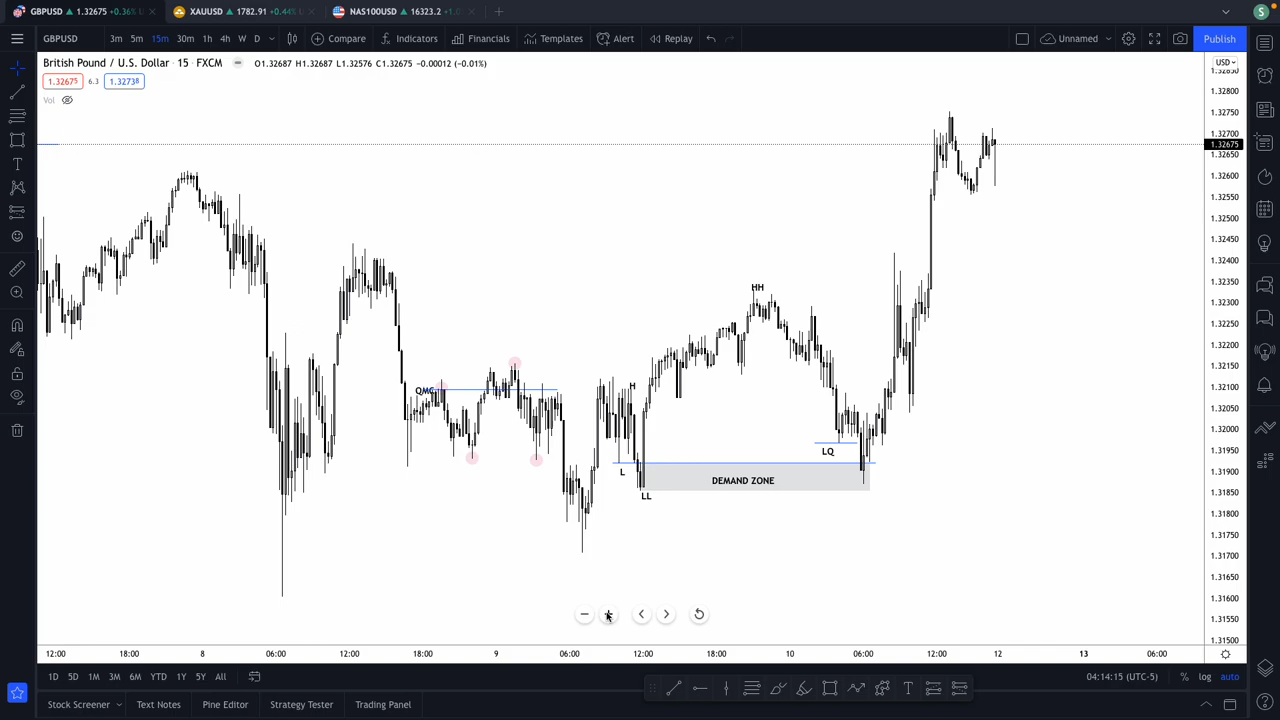 GBPUSD ▲ 1.32675 +0.36% U
XAUUSD ▲ 1782.91 +0.44% U
NAS100USD ▲ 16323.2 +1.
S
GBPUSD 3m 5m 15m 30m 1h 4h W D Compare Indicators Financials Templates Alert Replay Unnamed Publish
British Pound / U.S. Dollar · 15 · FXCM O1.32687 H1.32687 L1.32576 C1.32675 −0.00012 (−0.01%)
USD
1.32675 6.3 1.32738
Vol
1.32850
1.32800
1.32750
1.32700
1.32675
1.32650
1.32600
1.32550
1.32500
1.32450
1.32400
1.32350
1.32300
1.32250
1.32200
1.32150
1.32100
1.32050
1.32000
1.31950
1.31900
1.31850
1.31800
1.31750
1.31700
1.31650
1.31600
1.31550
1.31500
HH
QMC
H
LQ
L
DEMAND ZONE
LL
12:00 18:00 8 06:00 12:00 18:00 9 06:00 12:00 18:00 10 06:00 12:00 12 13 06:00
1D 5D 1M 3M 6M YTD 1Y 5Y All 04:14:15 (UTC-5) % log auto
Stock Screener Text Notes Pine Editor Strategy Tester Trading Panel